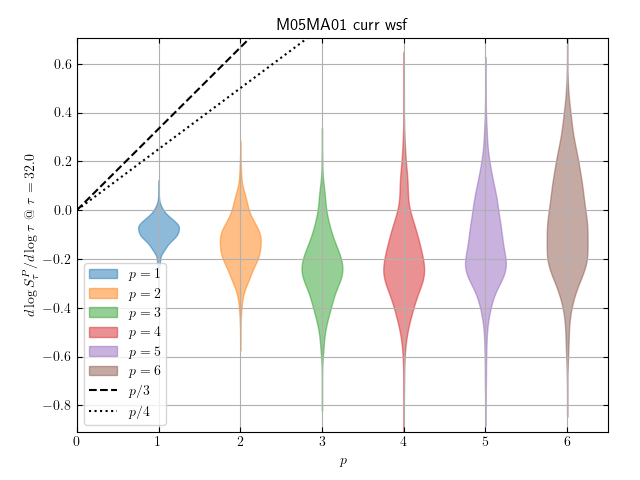 M05MA01 curr wsf
d log S_τ^P / d log τ @ τ = 32.0
0.6
0.4
0.2
0.0
−0.2
−0.4
−0.6
−0.8
p = 1
p = 2
p = 3
p = 4
p = 5
p = 6
p/3
p/4
0 1 2 3 4 5 6
p